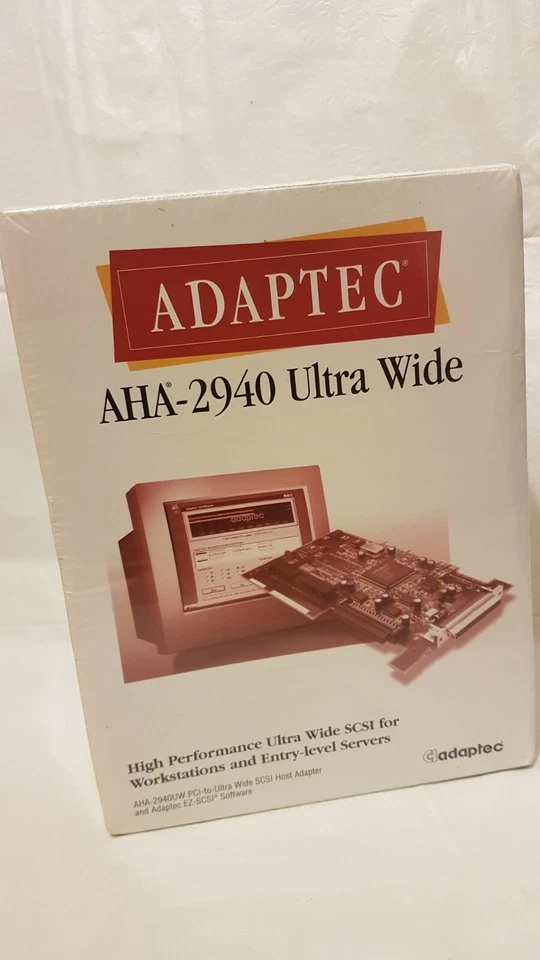 ADAPTEC®
AHA®-2940 Ultra Wide
adaptec
High Performance Ultra Wide SCSI for
Workstations and Entry-level Servers
AHA-2940UW PCI-to-Ultra Wide SCSI Host Adapter
and Adaptec EZ-SCSI® Software
adaptec